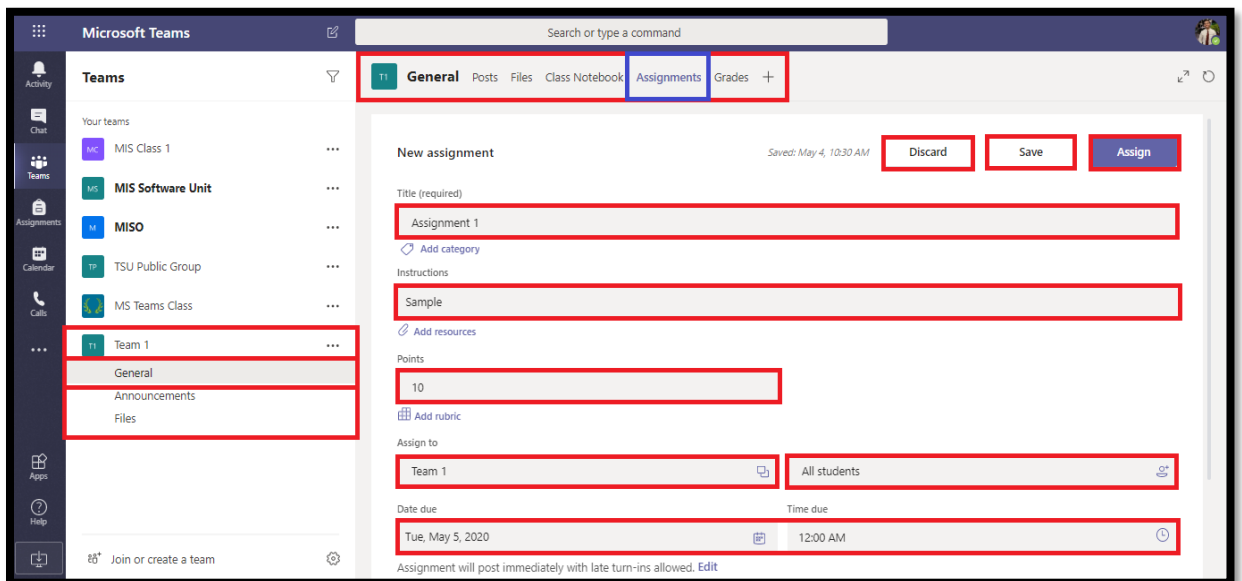 Microsoft Teams
Search or type a command
Activity
Chat
Teams
Assignments
Calendar
Calls
Apps
Help
Teams
Your teams
MC MIS Class 1
MS MIS Software Unit
M MISO
TP TSU Public Group
MS Teams Class
T1 Team 1
General
Announcements
Files
Join or create a team
T1 General Posts Files Class Notebook Assignments Grades +
New assignment Saved: May 4, 10:30 AM Discard Save Assign
Title (required)
Assignment 1
Add category
Instructions
Sample
Add resources
Points
10
Add rubric
Assign to
Team 1 All students
Date due Time due
Tue, May 5, 2020 12:00 AM
Assignment will post immediately with late turn-ins allowed. Edit